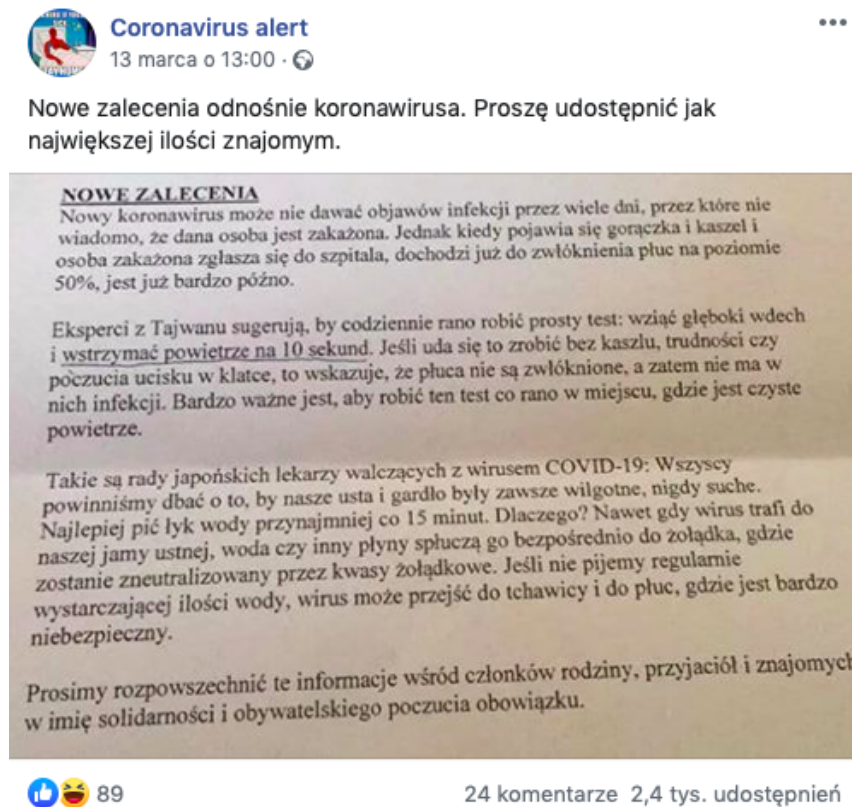 Coronavirus alert
13 marca o 13:00 ·
Nowe zalecenia odnośnie koronawirusa. Proszę udostępnić jak
największej ilości znajomym.
NOWE ZALECENIA
Nowy koronawirus może nie dawać objawów infekcji przez wiele dni, przez które nie
wiadomo, że dana osoba jest zakażona. Jednak kiedy pojawia się gorączka i kaszel i
osoba zakażona zgłasza się do szpitala, dochodzi już do zwłóknienia płuc na poziomie
50%, jest już bardzo późno.
Eksperci z Tajwanu sugerują, by codziennie rano robić prosty test: wziąć głęboki wdech
i wstrzymać powietrze na 10 sekund. Jeśli uda się to zrobić bez kaszlu, trudności czy
poczucia ucisku w klatce, to wskazuje, że płuca nie są zwłóknione, a zatem nie ma w
nich infekcji. Bardzo ważne jest, aby robić ten test co rano w miejscu, gdzie jest czyste
powietrze.
Takie są rady japońskich lekarzy walczących z wirusem COVID-19: Wszyscy
powinniśmy dbać o to, by nasze usta i gardło były zawsze wilgotne, nigdy suche.
Najlepiej pić łyk wody przynajmniej co 15 minut. Dlaczego? Nawet gdy wirus trafi do
naszej jamy ustnej, woda czy inny płyny spłuczą go bezpośrednio do żołądka, gdzie
zostanie zneutralizowany przez kwasy żołądkowe. Jeśli nie pijemy regularnie
wystarczającej ilości wody, wirus może przejść do tchawicy i do płuc, gdzie jest bardzo
niebezpieczny.
Prosimy rozpowszechnić te informacje wśród członków rodziny, przyjaciół i znajomych
w imię solidarności i obywatelskiego poczucia obowiązku.
89
24 komentarze 2,4 tys. udostępnień